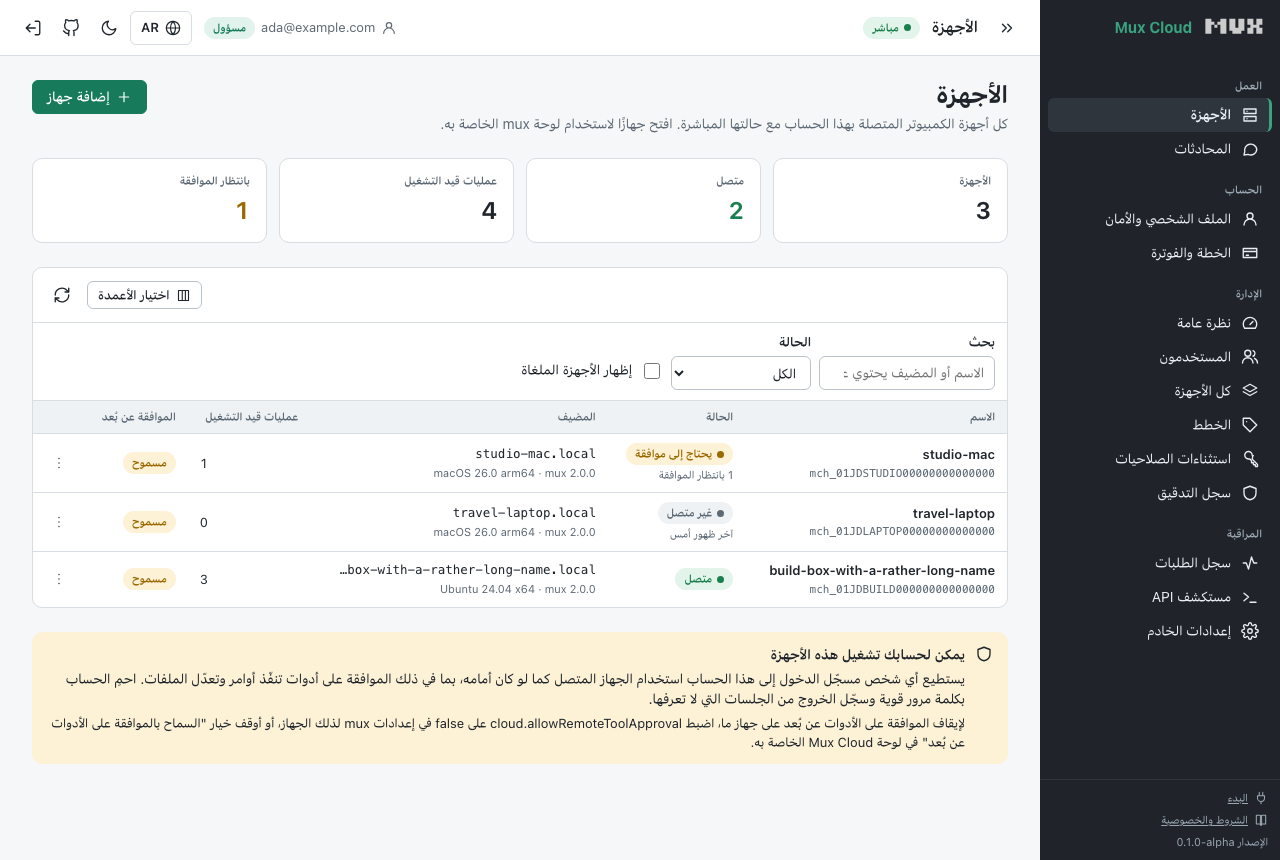 MUX Mux Cloud
العمل
الأجهزة
المحادثات
الحساب
الملف الشخصي والأمان
الخطة والفوترة
الإدارة
نظرة عامة
المستخدمون
كل الأجهزة
الخطط
استثناءات الصلاحيات
سجل التدقيق
المراقبة
سجل الطلبات
مستكشف API
إعدادات الخادم
البدء
الشروط والخصوصية
الإصدار 0.1.0-alpha
الأجهزة مباشر ada@example.com مسؤول AR
الأجهزة
إضافة جهاز
كل أجهزة الكمبيوتر المتصلة بهذا الحساب مع حالتها المباشرة. افتح جهازًا لاستخدام لوحة mux الخاصة به.
الأجهزة متصل عمليات قيد التشغيل بانتظار الموافقة
3 2 4 1
اختيار الأعمدة
بحث الحالة
الاسم أو المضيف يحتوي الكل إظهار الأجهزة الملغاة
الاسم الحالة المضيف عمليات قيد التشغيل الموافقة عن بُعد
studio-mac يحتاج إلى موافقة studio-mac.local 1 مسموح
mch_01JDSTUDIO00000000000000 1 بانتظار الموافقة macOS 26.0 arm64 · mux 2.0.0
travel-laptop غير متصل travel-laptop.local 0 مسموح
mch_01JDLAPTOP00000000000000 آخر ظهور أمس macOS 26.0 arm64 · mux 2.0.0
build-box-with-a-rather-long-name متصل …box-with-a-rather-long-name.local 3 مسموح
mch_01JDBUILD000000000000000 Ubuntu 24.04 x64 · mux 2.0.0
يمكن لحسابك تشغيل هذه الأجهزة
يستطيع أي شخص مسجّل الدخول إلى هذا الحساب استخدام الجهاز المتصل كما لو كان أمامه، بما في ذلك الموافقة على أدوات تنفّذ أوامر وتعدّل الملفات. احمِ الحساب
بكلمة مرور قوية وسجّل الخروج من الجلسات التي لا تعرفها.
لإيقاف الموافقة على الأدوات عن بُعد على جهاز ما، اضبط cloud.allowRemoteToolApproval على false في إعدادات mux لذلك الجهاز، أو أوقف خيار "السماح بالموافقة على الأدوات
عن بُعد" في لوحة Mux Cloud الخاصة به.